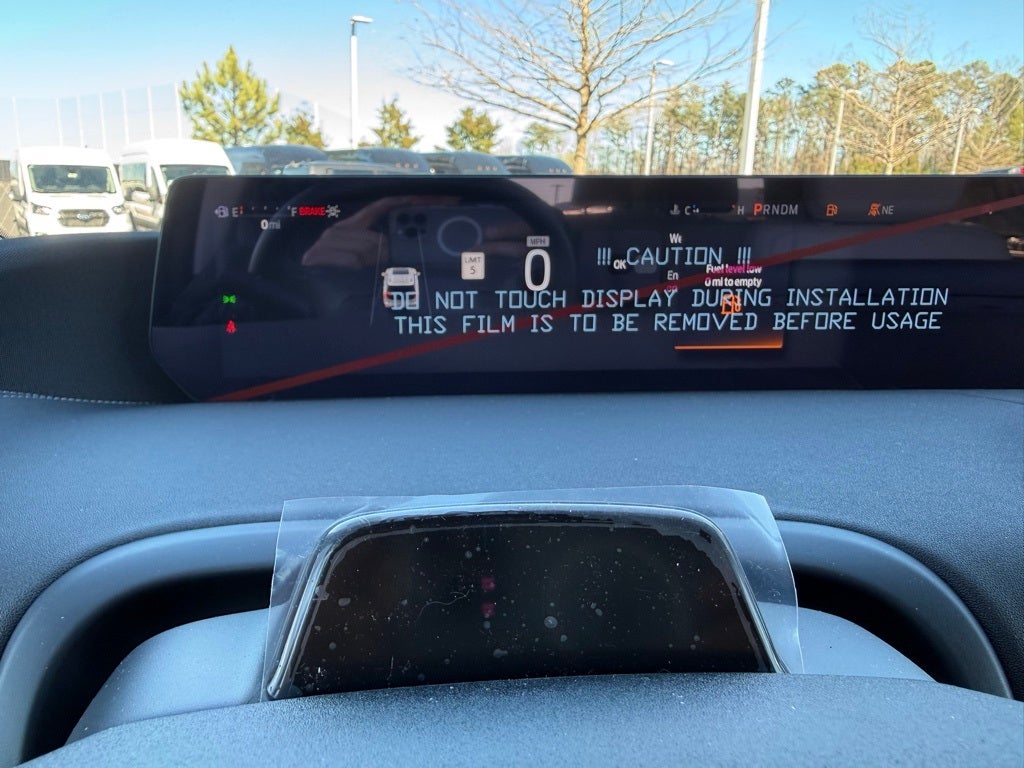 E F BRAKE
0 mi
C H PRNDM
NE
LIMIT
5
MPH
0
!!! CAUTION !!!
OK
Fuel level low
0 mi to empty
DO NOT TOUCH DISPLAY DURING INSTALLATION
THIS FILM IS TO BE REMOVED BEFORE USAGE